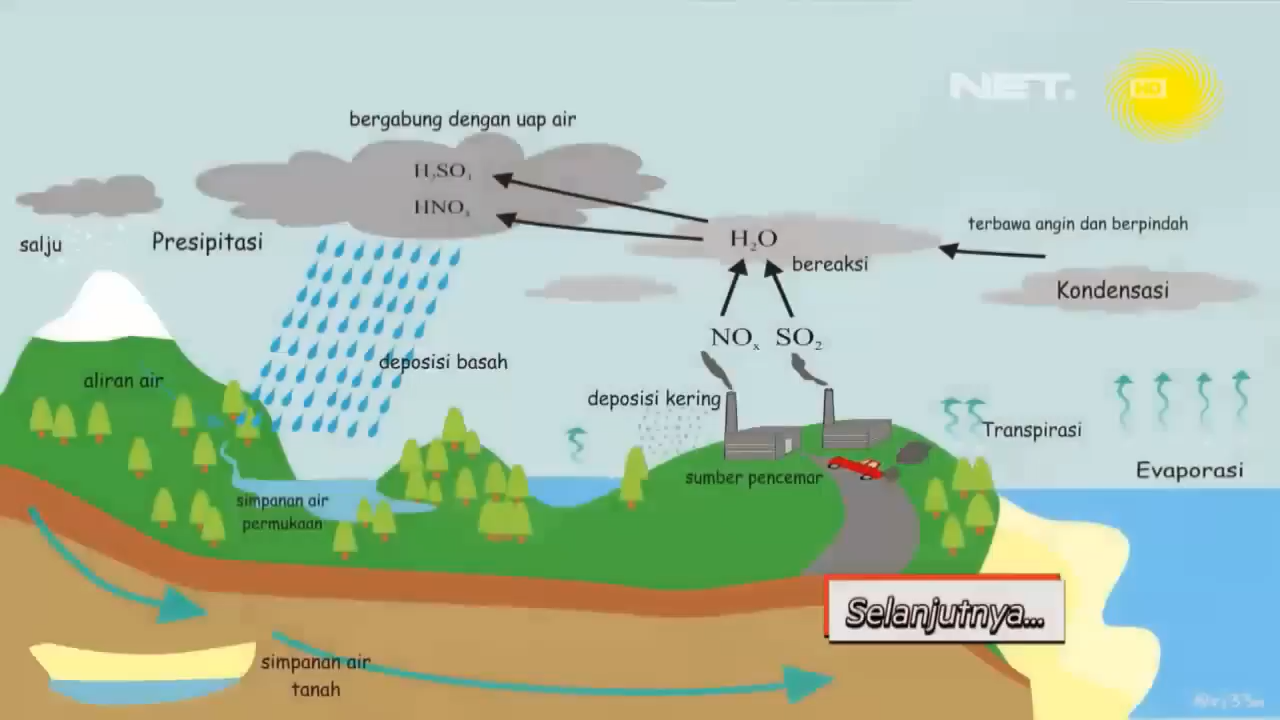 NET.
HD
bergabung dengan uap air
H₂SO₄
HNOₓ
salju
Presipitasi
H₂O
bereaksi
terbawa angin dan berpindah
Kondensasi
NOₓ SO₂
deposisi basah
aliran air
deposisi kering
Transpirasi
Evaporasi
sumber pencemar
simpanan air
permukaan
Selanjutnya...
simpanan air
tanah